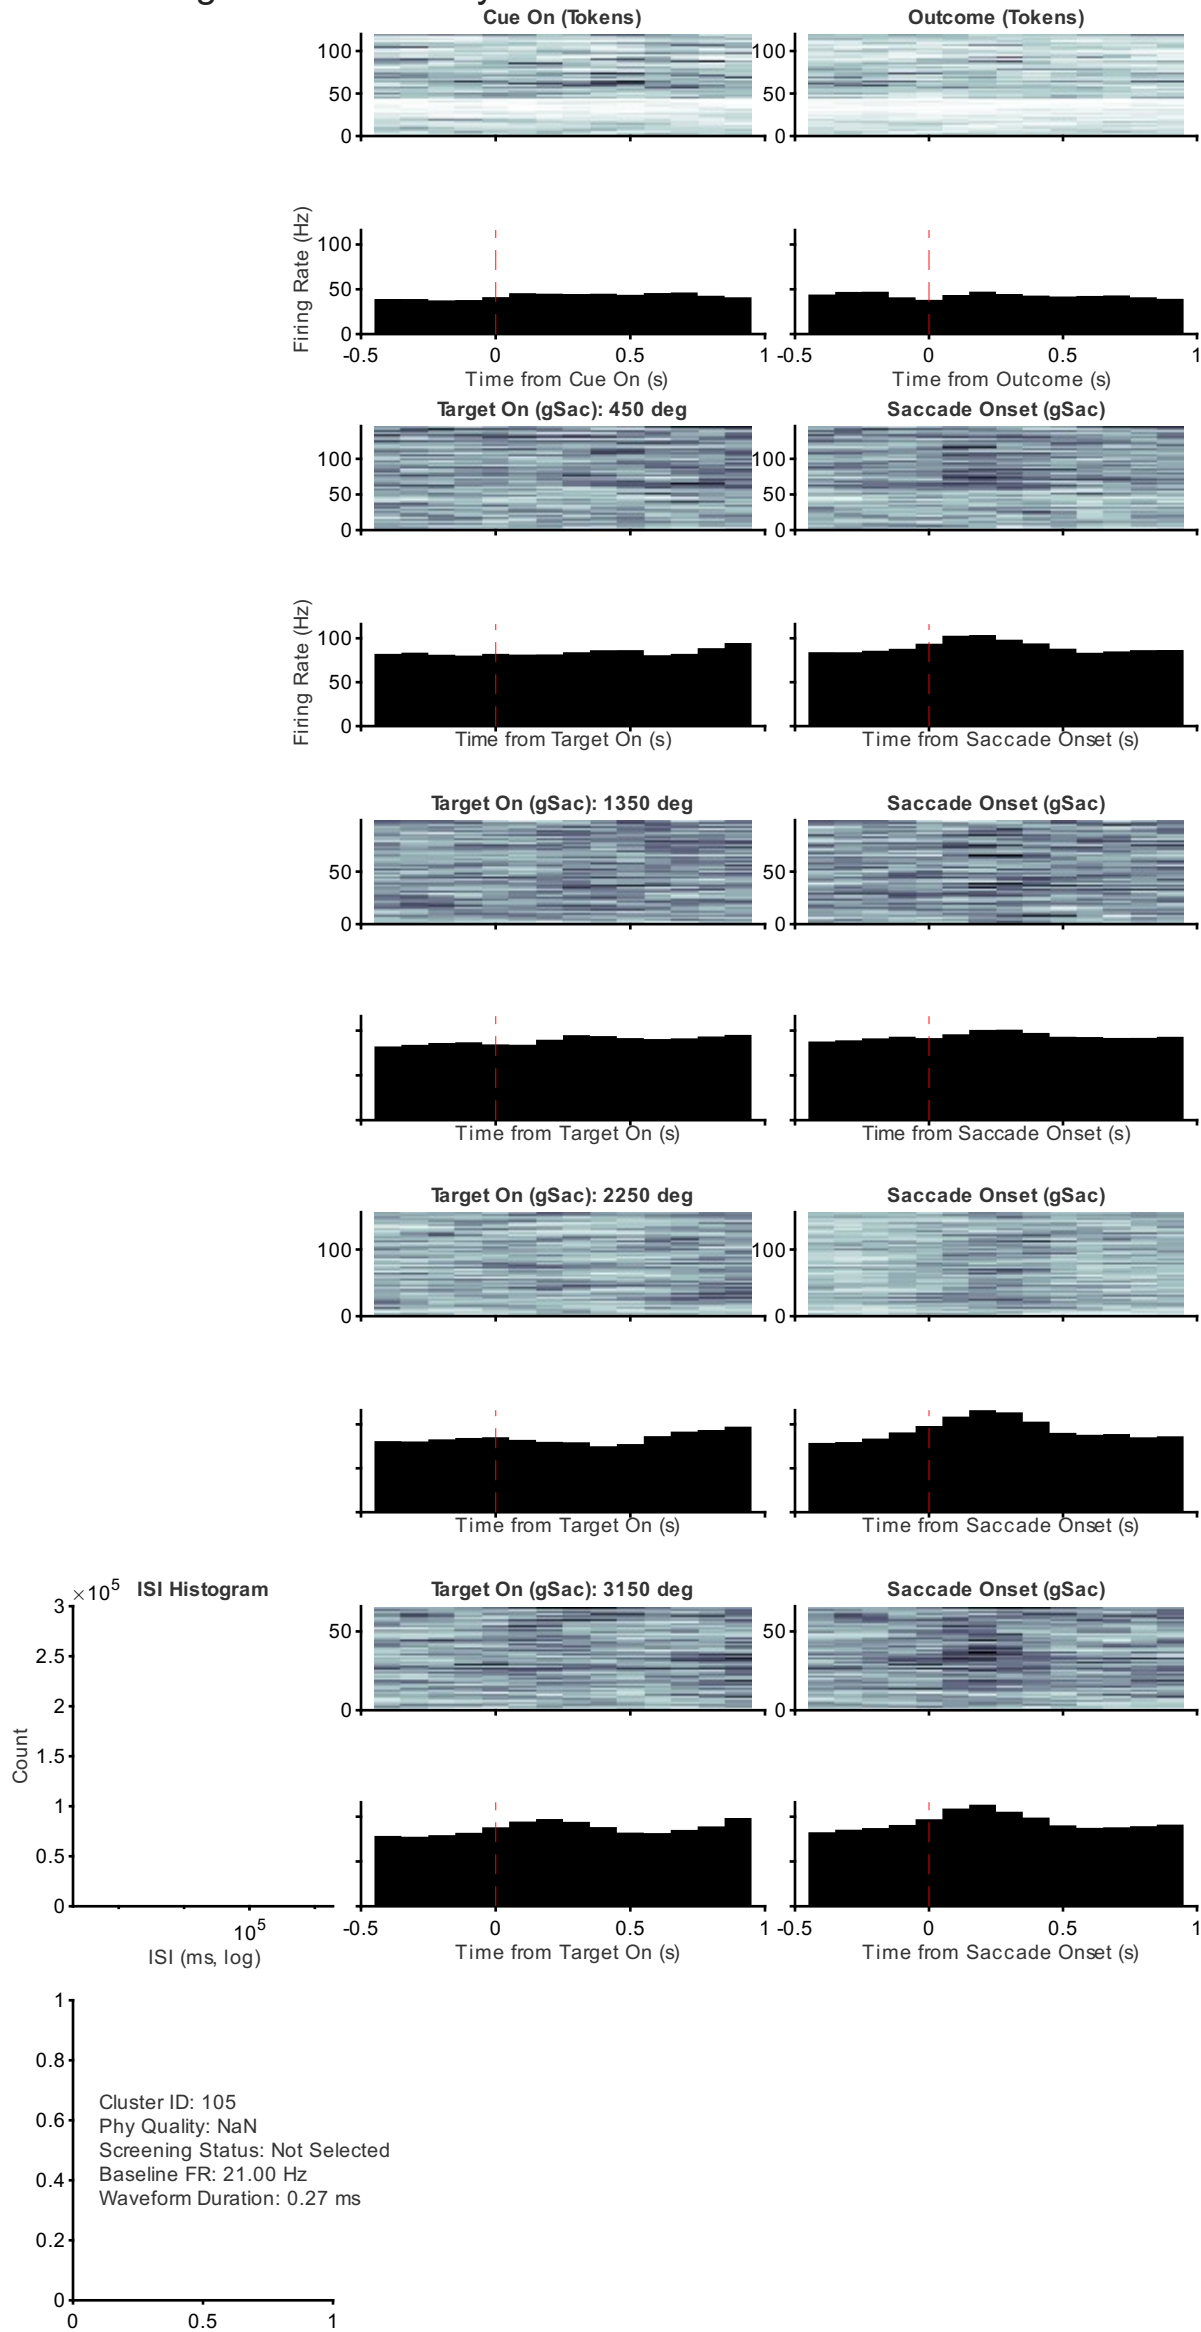 Cue On (Tokens)
Outcome (Tokens)
100
50
0
100
50
0
Firing Rate (Hz)
100
50
0
-0.5
0
0.5
1
-0.5
0
0.5
1
Time from Cue On (s)
Time from Outcome (s)
Target On (gSac): 450 deg
Saccade Onset (gSac)
100
50
0
100
50
0
Firing Rate (Hz)
100
50
0
Time from Target On (s)
Time from Saccade Onset (s)
Target On (gSac): 1350 deg
Saccade Onset (gSac)
50
0
50
0
Time from Target On (s)
Time from Saccade Onset (s)
Target On (gSac): 2250 deg
Saccade Onset (gSac)
100
0
100
0
Time from Target On (s)
Time from Saccade Onset (s)
×10^5
ISI Histogram
Target On (gSac): 3150 deg
Saccade Onset (gSac)
3
2.5
2
1.5
1
0.5
0
Count
10^5
ISI (ms, log)
50
0
50
0
-0.5
0
0.5
1
-0.5
0
0.5
1
Time from Target On (s)
Time from Saccade Onset (s)
1
0.8
0.6
0.4
0.2
0
Cluster ID: 105
Phy Quality: NaN
Screening Status: Not Selected
Baseline FR: 21.00 Hz
Waveform Duration: 0.27 ms
0
0.5
1